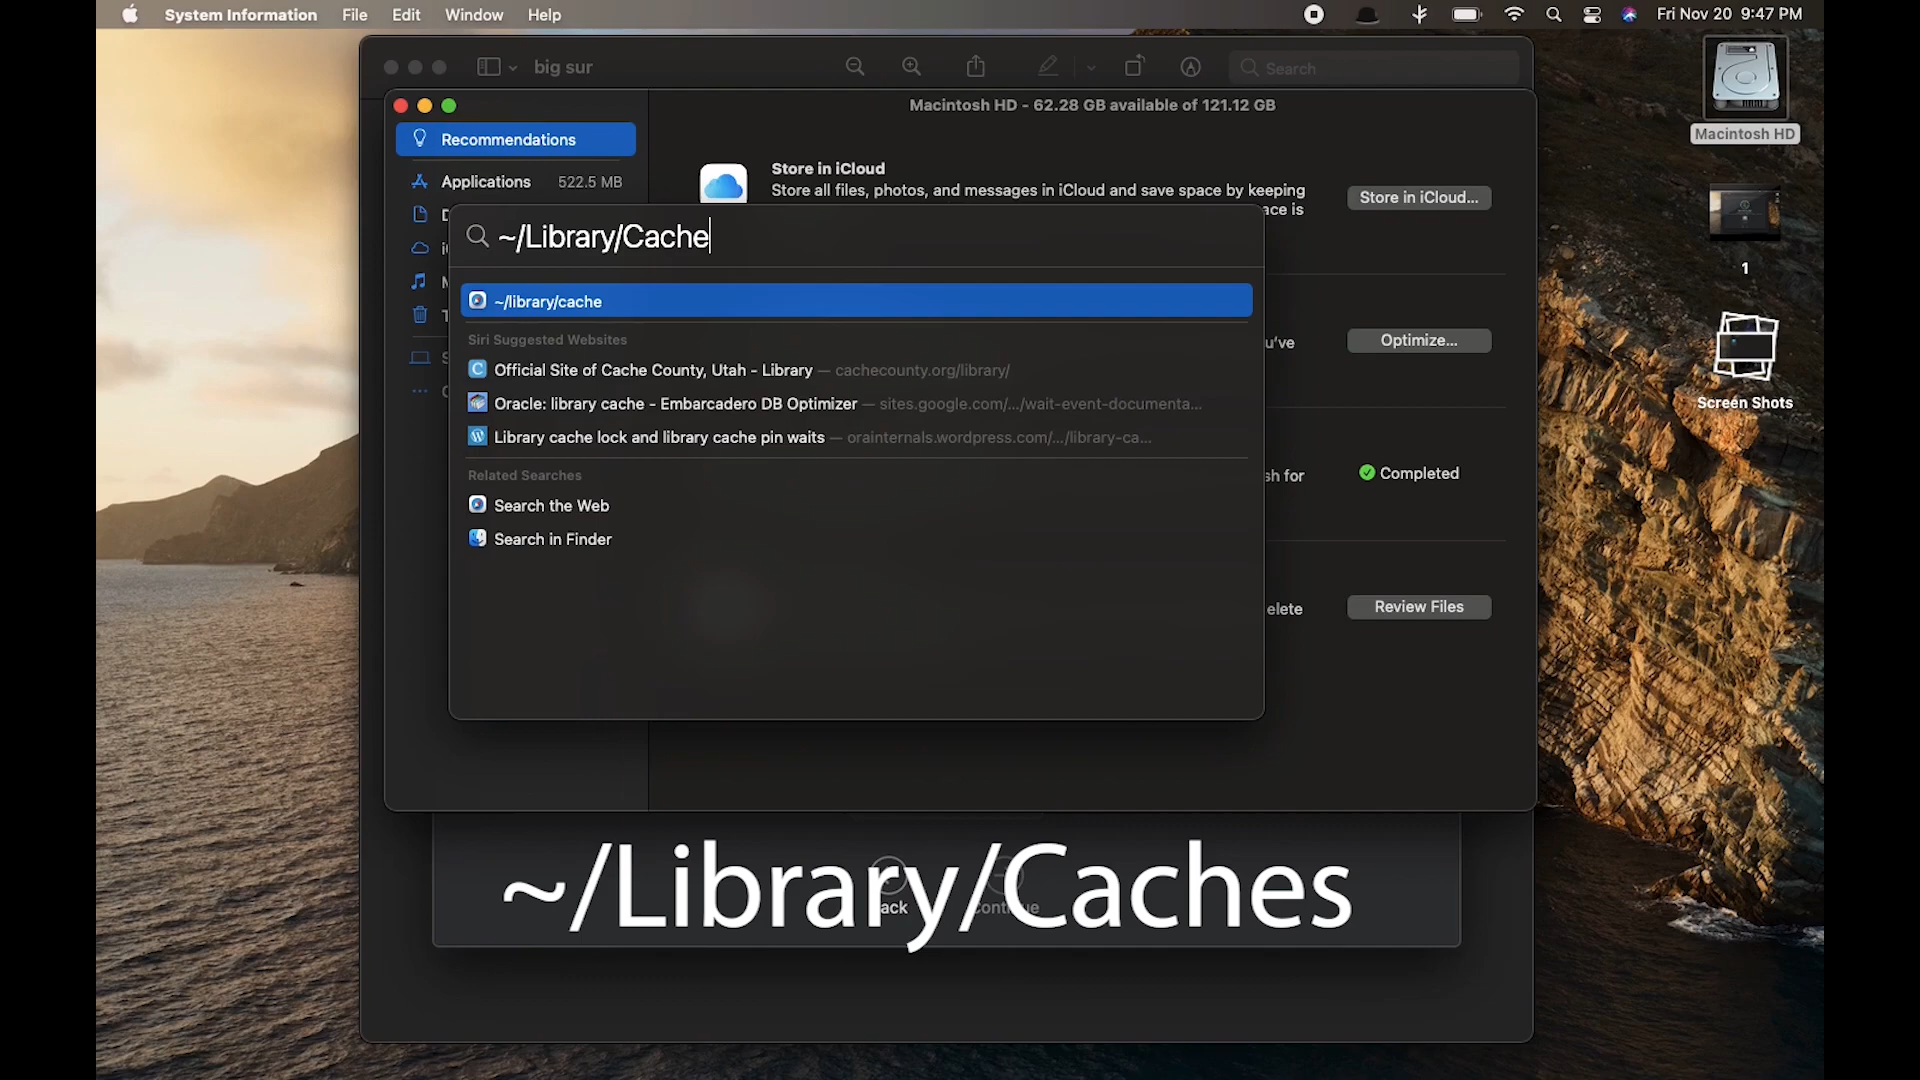 System Information File Edit Window Help
Fri Nov 20 9:47 PM
big sur
Search
Macintosh HD - 62.28 GB available of 121.12 GB
Recommendations
Applications 522.5 MB
Store in iCloud
Store all files, photos, and messages in iCloud and save space by keeping
ace is
Store in iCloud...
~/Library/Cache
~/library/cache
Siri Suggested Websites
Official Site of Cache County, Utah - Library — cachecounty.org/library/
Oracle: library cache - Embarcadero DB Optimizer — sites.google.com/.../wait-event-documenta...
Library cache lock and library cache pin waits — orainternals.wordpress.com/.../library-ca...
Related Searches
Search the Web
Search in Finder
u've
Optimize...
sh for
Completed
elete
Review Files
Macintosh HD
1
Screen Shots
~/Library/Caches
ack